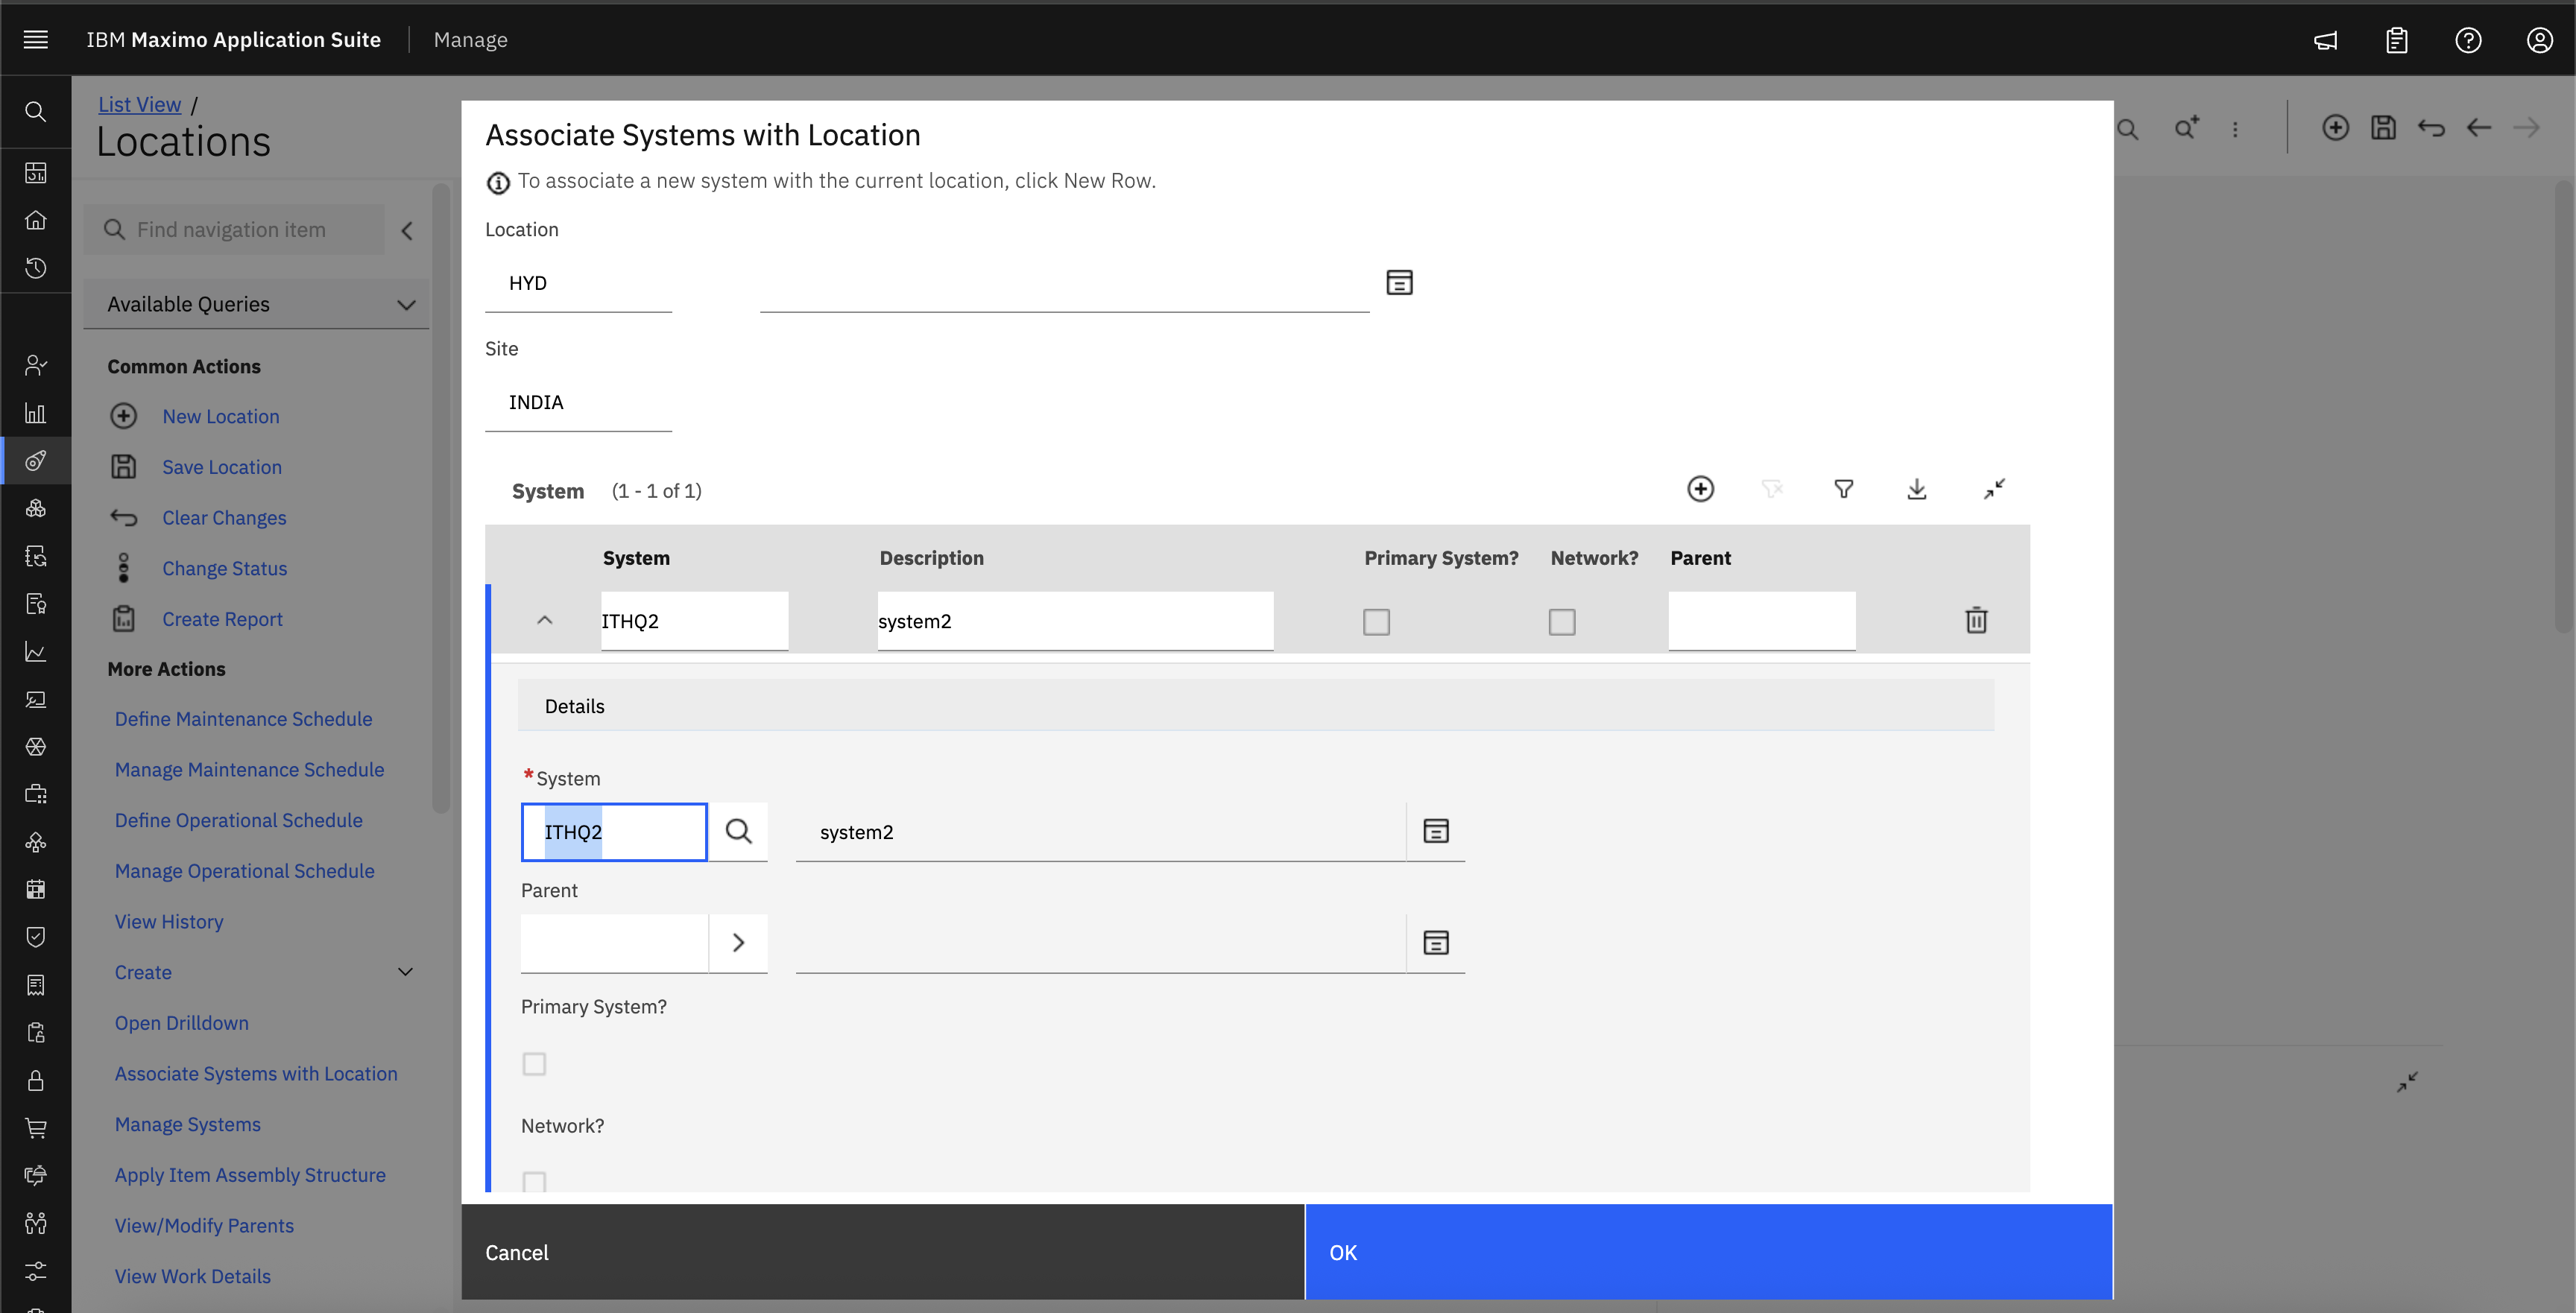 IBM Maximo Application Suite Manage
List View /
Locations
Find navigation item
Available Queries
Common Actions
New Location
Save Location
Clear Changes
Change Status
Create Report
More Actions
Define Maintenance Schedule
Manage Maintenance Schedule
Define Operational Schedule
Manage Operational Schedule
View History
Create
Open Drilldown
Associate Systems with Location
Manage Systems
Apply Item Assembly Structure
View/Modify Parents
View Work Details
Associate Systems with Location
To associate a new system with the current location, click New Row.
Location
HYD
Site
INDIA
System (1 - 1 of 1)
System Description Primary System? Network? Parent
ITHQ2 system2
Details
*System
ITHQ2 system2
Parent
Primary System?
Network?
Cancel OK